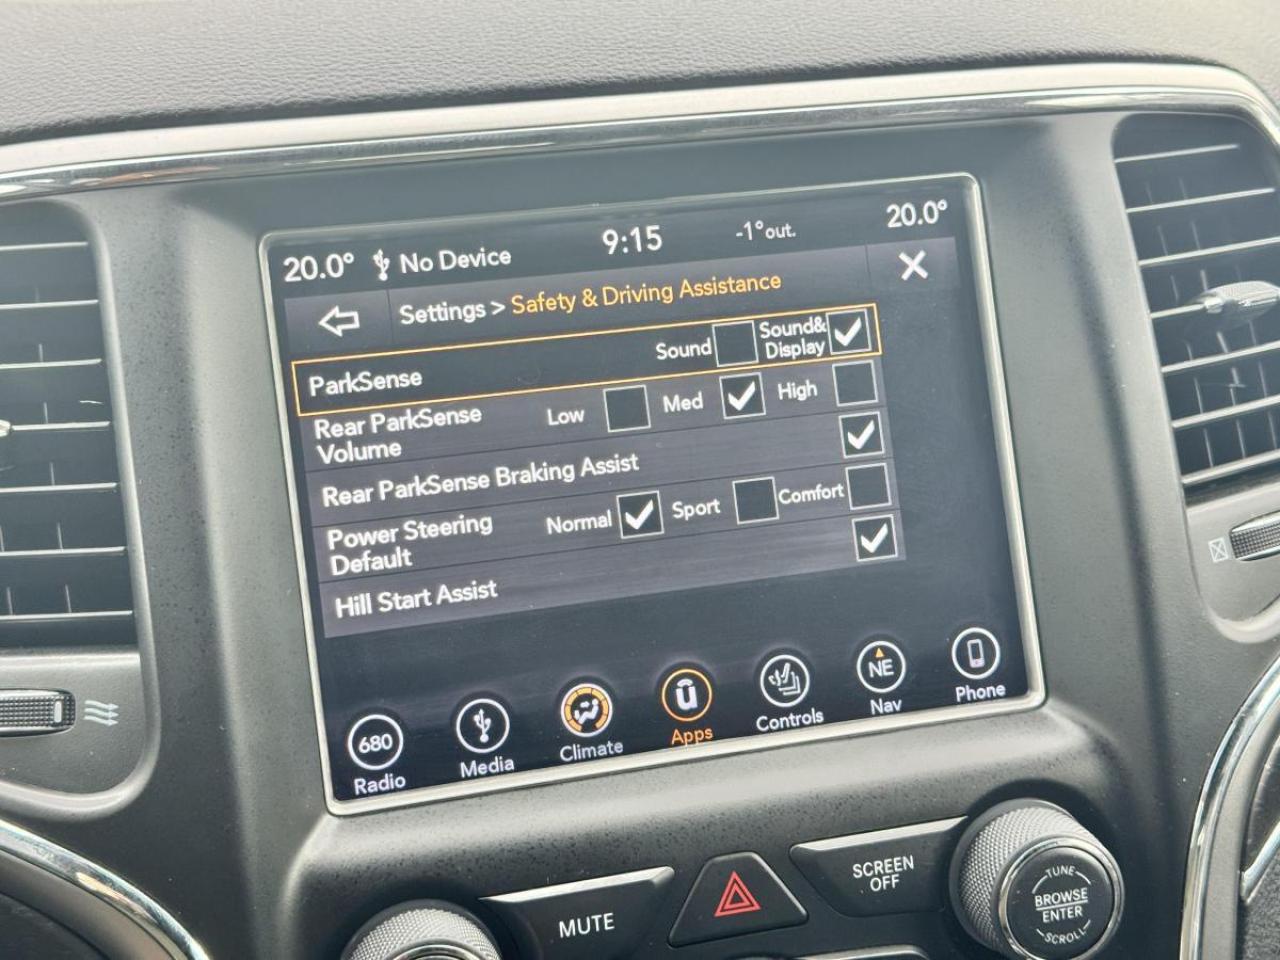 20.0° No Device 9:15 -1°out. 20.0°
Settings > Safety & Driving Assistance
ParkSense Sound Sound&
Display
Rear ParkSense
Volume Low Med High
Rear ParkSense Braking Assist
Power Steering
Default Normal Sport Comfort
Hill Start Assist
680
Radio
Media
Climate
Apps
Controls
NE
Nav
Phone
MUTE
SCREEN
OFF
TUNE
BROWSE
ENTER
SCROLL